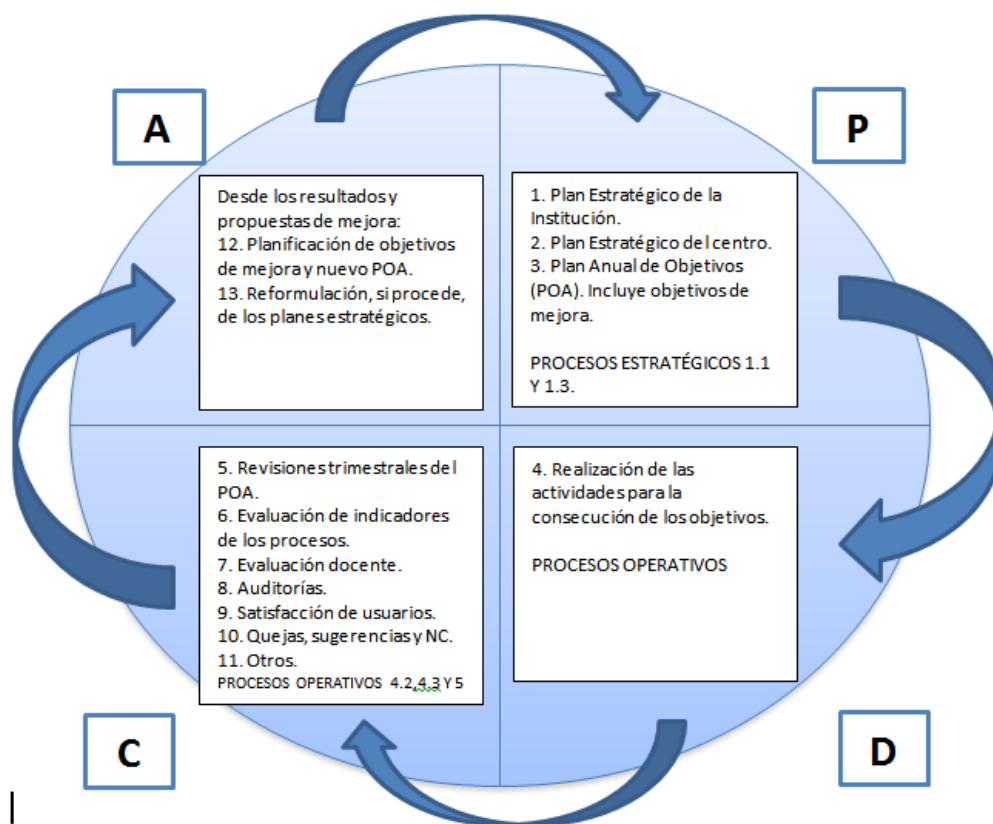 A
P
Desde los resultados y
propuestas de mejora:
12. Planificación de objetivos
de mejora y nuevo POA.
13. Reformulación, si procede,
de los planes estratégicos.
1. Plan Estratégico de la
Institución.
2. Plan Estratégico del centro.
3. Plan Anual de Objetivos
(POA). Incluye objetivos de
mejora.
PROCESOS ESTRATÉGICOS 1.1
Y 1.3.
5. Revisiones trimestrales del
POA.
6. Evaluación de indicadores
de los procesos.
7. Evaluación docente.
8. Auditorías.
9. Satisfacción de usuarios.
10. Quejas, sugerencias y NC.
11. Otros.
PROCESOS OPERATIVOS 4.2,4.3 Y 5
4. Realización de las
actividades para la
consecución de los objetivos.
PROCESOS OPERATIVOS
C
D